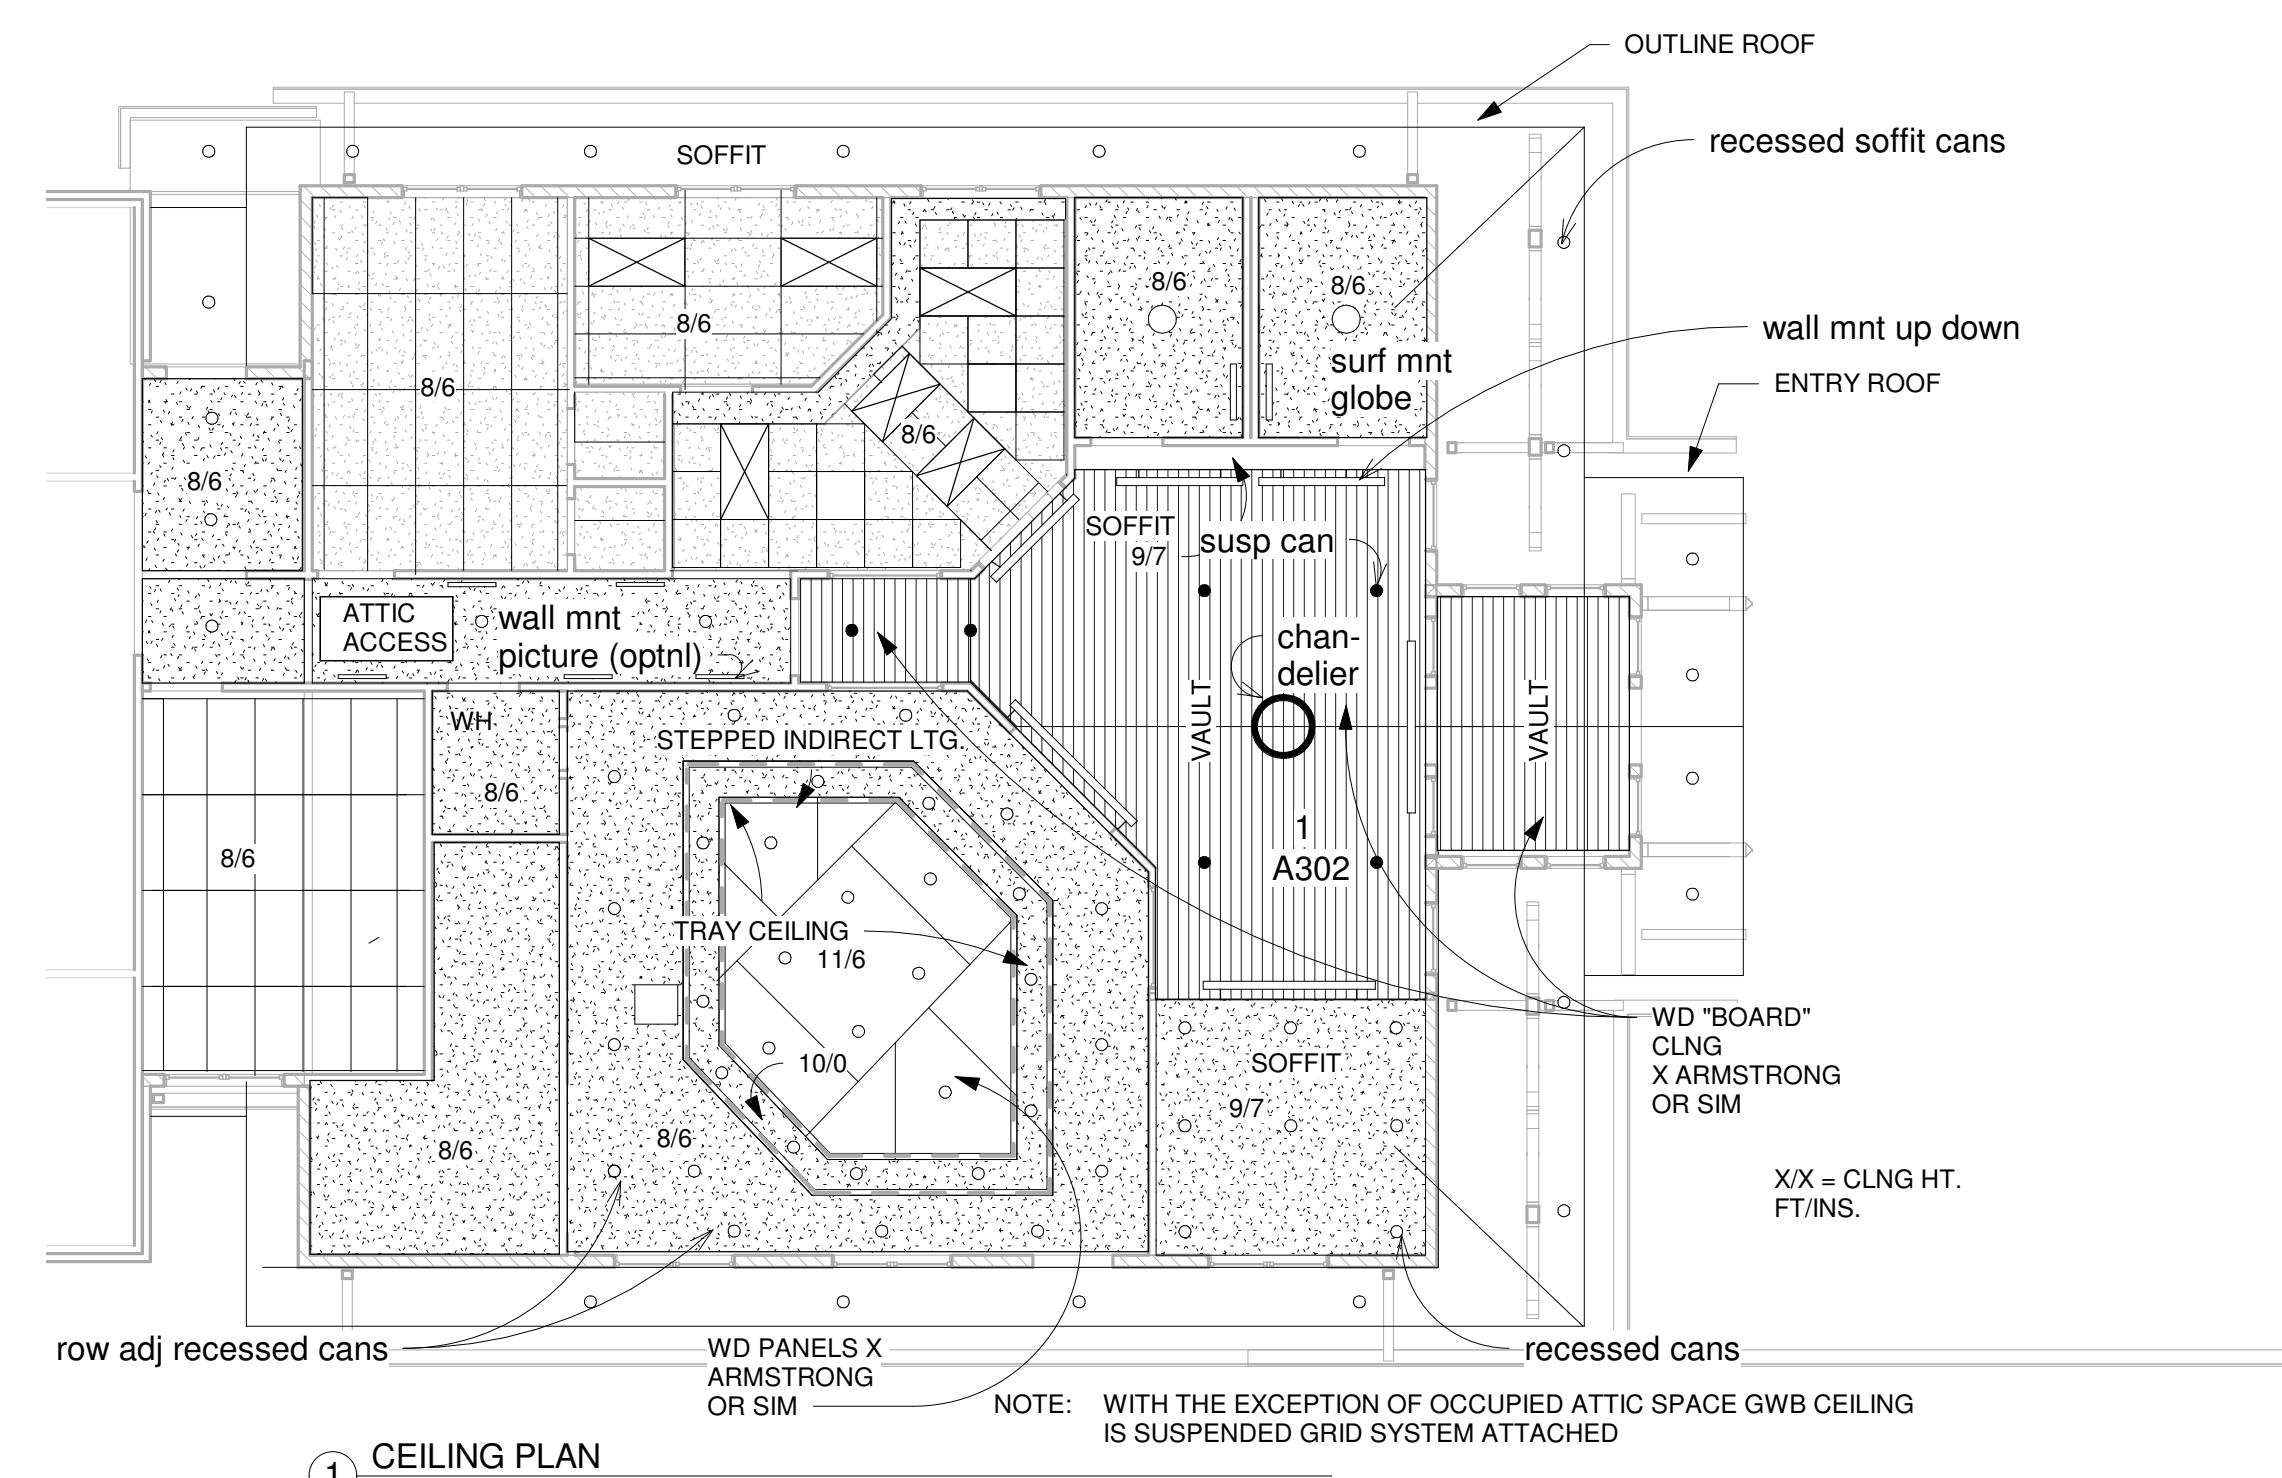 OUTLINE ROOF
recessed soffit cans
SOFFIT
8/6
8/6
8/6
wall mnt up down
surf mnt
globe
ENTRY ROOF
8/6
8/6
8/6
SOFFIT
9/7
susp can
ATTIC
ACCESS
wall mnt
picture (optnl)
chan-
delier
VAULT
VAULT
WH
8/6
STEPPED INDIRECT LTG.
1
A302
8/6
TRAY CEILING
11/6
10/0
WD "BOARD"
CLNG
X ARMSTRONG
OR SIM
SOFFIT
9/7
8/6
8/6
X/X = CLNG HT.
FT/INS.
row adj recessed cans
WD PANELS X
ARMSTRONG
OR SIM
recessed cans
NOTE: WITH THE EXCEPTION OF OCCUPIED ATTIC SPACE GWB CEILING
IS SUSPENDED GRID SYSTEM ATTACHED
1 CEILING PLAN